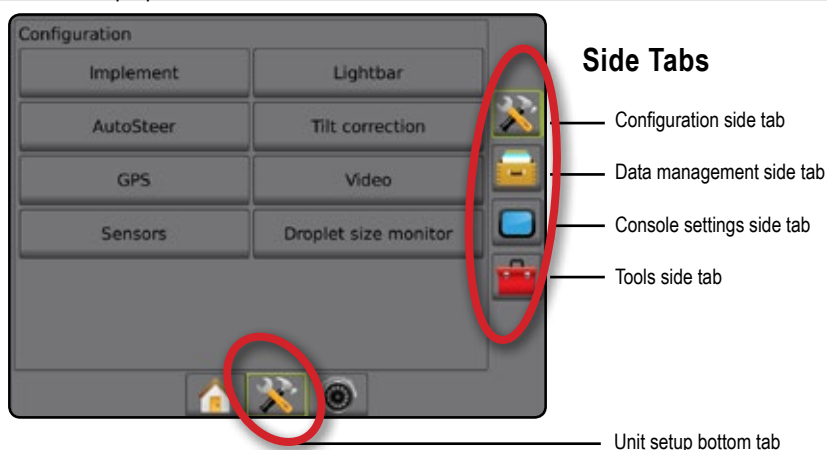 Configuration
Implement
Lightbar
AutoSteer
Tilt correction
GPS
Video
Sensors
Droplet size monitor
Side Tabs
Configuration side tab
Data management side tab
Console settings side tab
Tools side tab
Unit setup bottom tab